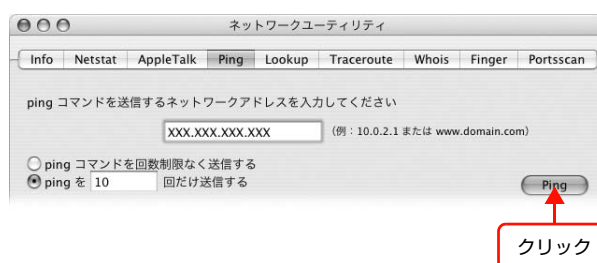 ネットワークユーティリティ
Info Netstat AppleTalk Ping Lookup Traceroute Whois Finger Portsscan
ping コマンドを送信するネットワークアドレスを入力してください
XXX.XXX.XXX.XXX (例：10.0.2.1 または www.domain.com)
ping コマンドを回数制限なく送信する
ping を 10 回だけ送信する
Ping
クリック